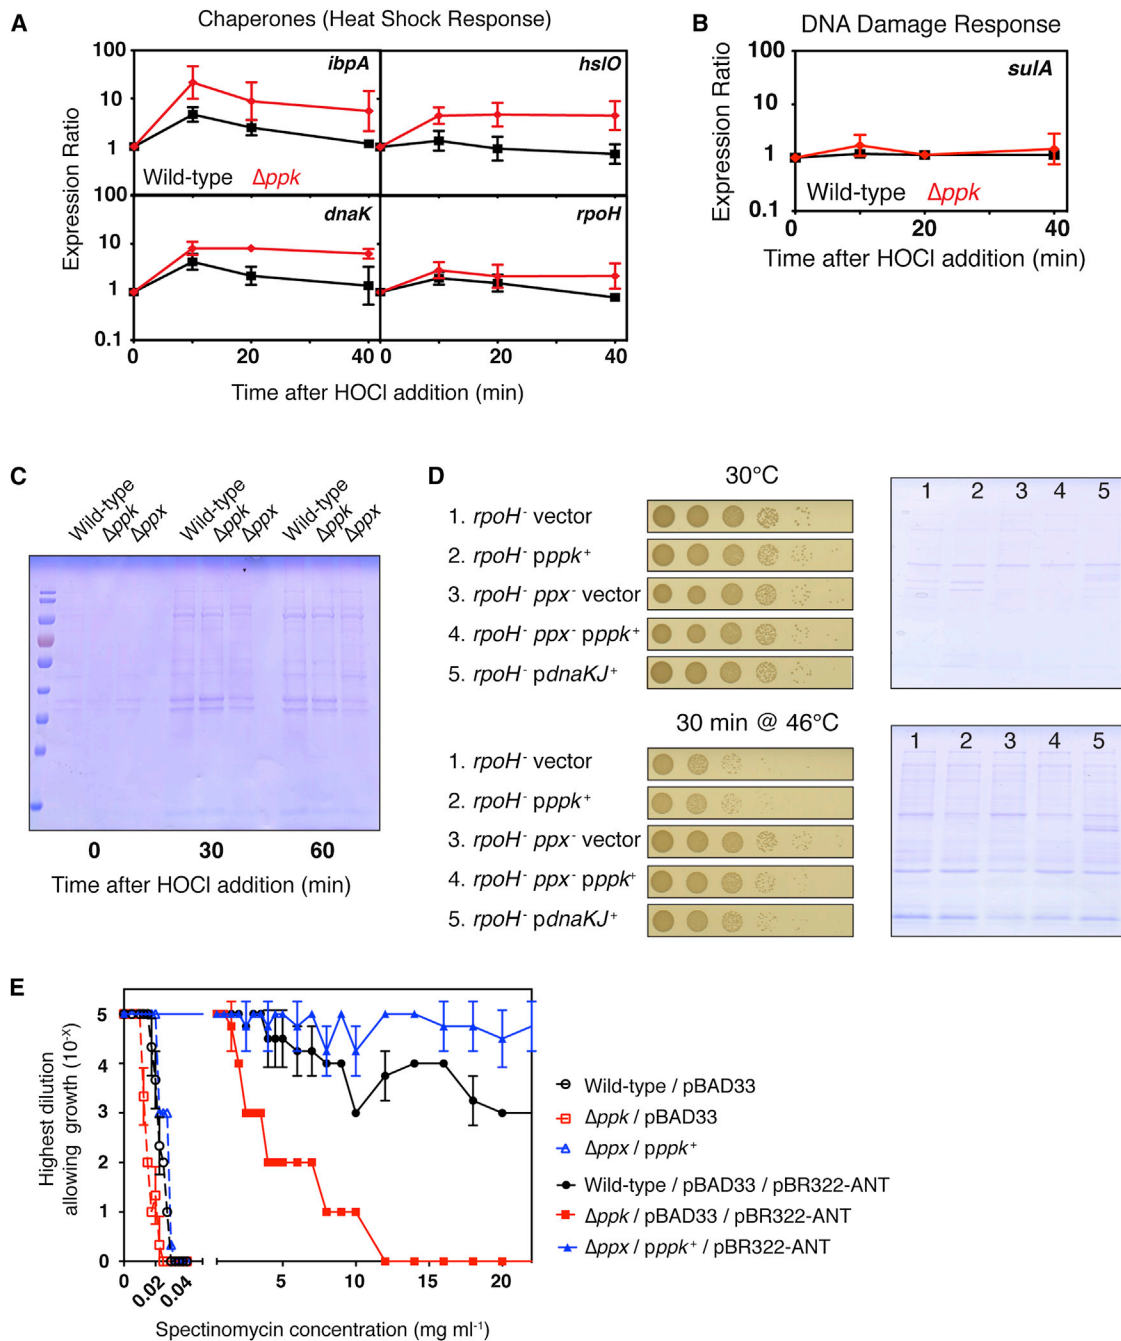 A
Chaperones (Heat Shock Response)
Expression Ratio
100
10
1
100
10
1
0.1
ibpA
hslO
Wild-type Δppk
dnaK
rpoH
0 20 40 0 20 40
Time after HOCl addition (min)
B
DNA Damage Response
Expression Ratio
100
10
1
0.1
sulA
Wild-type Δppk
0 20 40
Time after HOCl addition (min)
C
Wild-type Δppk Δppx Wild-type Δppk Δppx Wild-type Δppk Δppx
0 30 60
Time after HOCl addition (min)
D
30°C
1. rpoH- vector
2. rpoH- pppk+
3. rpoH- ppx- vector
4. rpoH- ppx- pppk+
5. rpoH- pdnaKJ+
1 2 3 4 5
30 min @ 46°C
1. rpoH- vector
2. rpoH- pppk+
3. rpoH- ppx- vector
4. rpoH- ppx- pppk+
5. rpoH- pdnaKJ+
1 2 3 4 5
E
Highest dilution
allowing growth (10-X)
5
4
3
2
1
0
0 0.02 0.04 5 10 15 20
Spectinomycin concentration (mg ml-1)
Wild-type / pBAD33
Δppk / pBAD33
Δppx / pppk+
Wild-type / pBAD33 / pBR322-ANT
Δppk / pBAD33 / pBR322-ANT
Δppx / pppk+ / pBR322-ANT